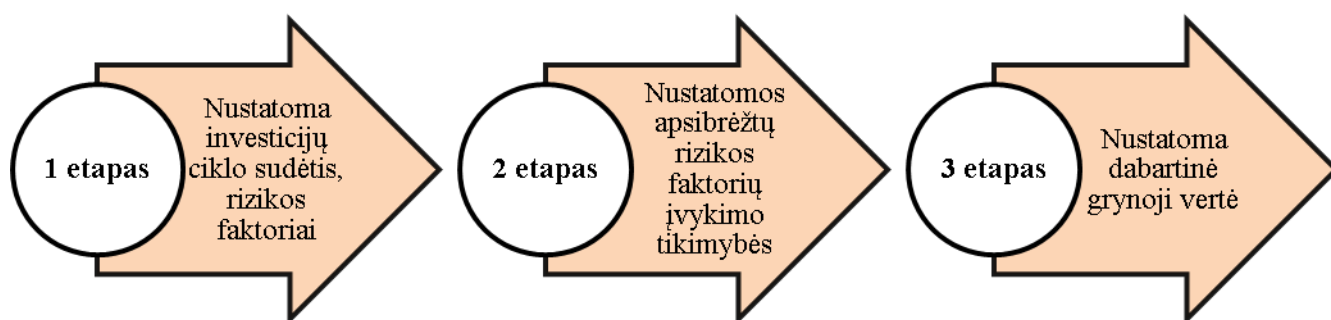 1 etapas
Nustatoma
investicijų
ciklo sudėtis,
rizikos
faktoriai
2 etapas
Nustatomos
apsibrėžtų
rizikos
faktorių
įvykimo
tikimybės
3 etapas
Nustatoma
dabartinė
grynoji vertė